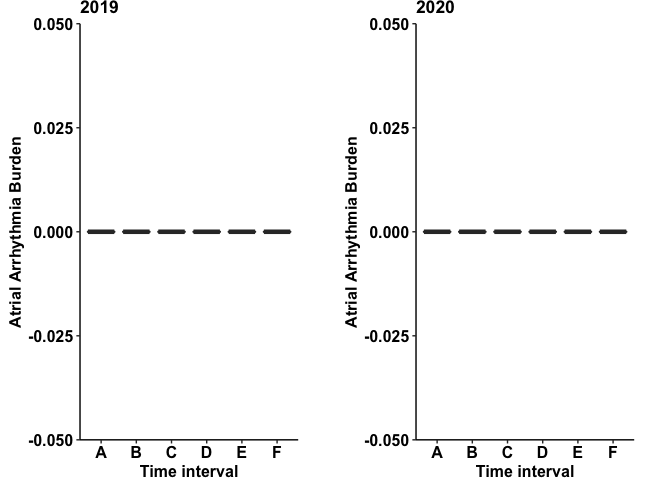 2019
0.050
0.025
0.000
-0.025
-0.050
Atrial Arrhythmia Burden
A B C D E F
Time interval
2020
0.050
0.025
0.000
-0.025
-0.050
Atrial Arrhythmia Burden
A B C D E F
Time interval